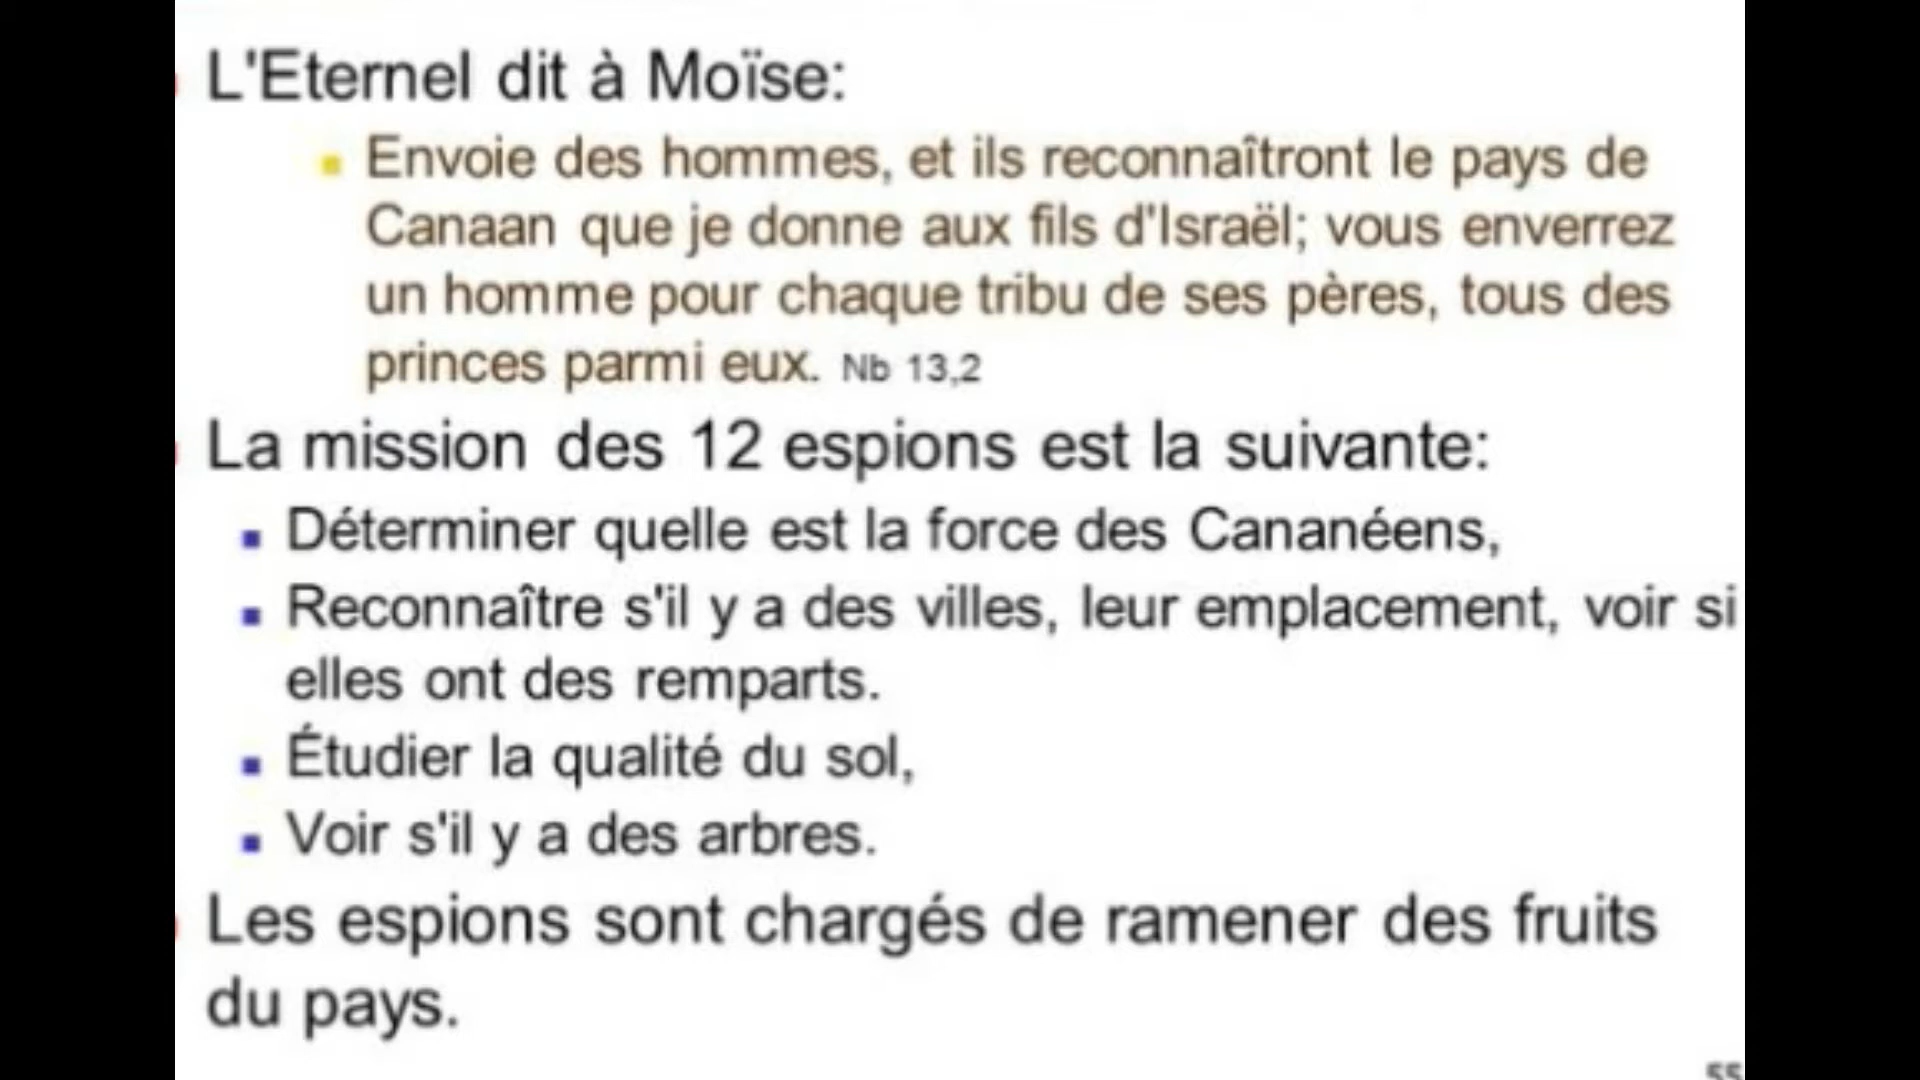 L'Eternel dit à Moïse:
Envoie des hommes, et ils reconnaîtront le pays de
Canaan que je donne aux fils d'Israël; vous enverrez
un homme pour chaque tribu de ses pères, tous des
princes parmi eux. Nb 13,2
La mission des 12 espions est la suivante:
Déterminer quelle est la force des Cananéens,
Reconnaître s'il y a des villes, leur emplacement, voir si
elles ont des remparts.
Étudier la qualité du sol,
Voir s'il y a des arbres.
Les espions sont chargés de ramener des fruits
du pays.
55